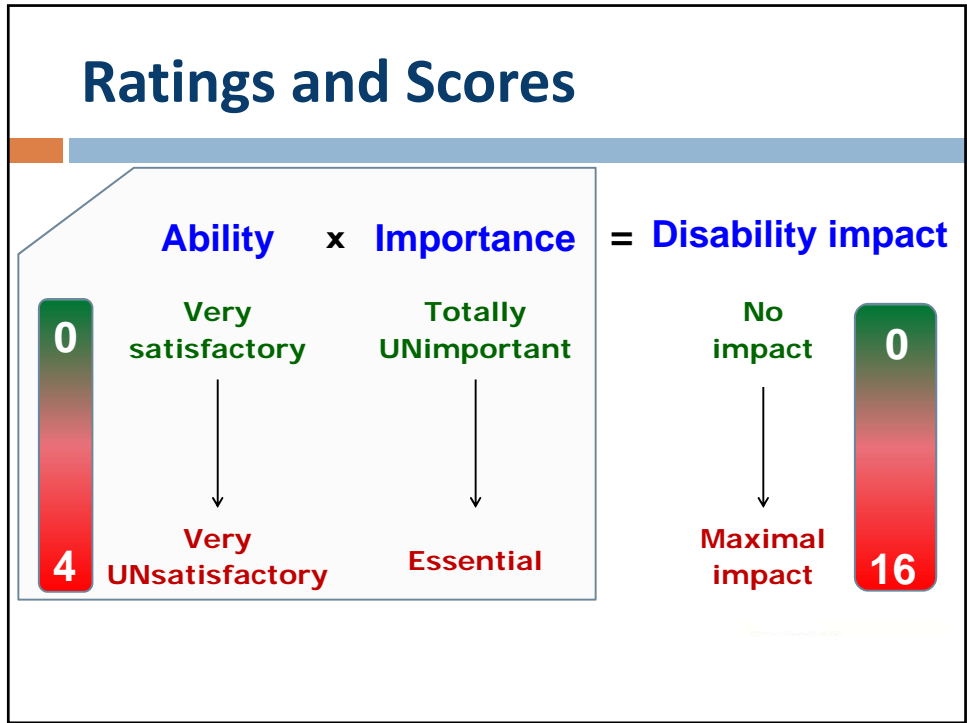 Ratings and Scores
Ability x Importance = Disability impact
0
Very
satisfactory
Totally
UNimportant
No
impact
0
4
Very
UNsatisfactory
Essential
Maximal
impact
16